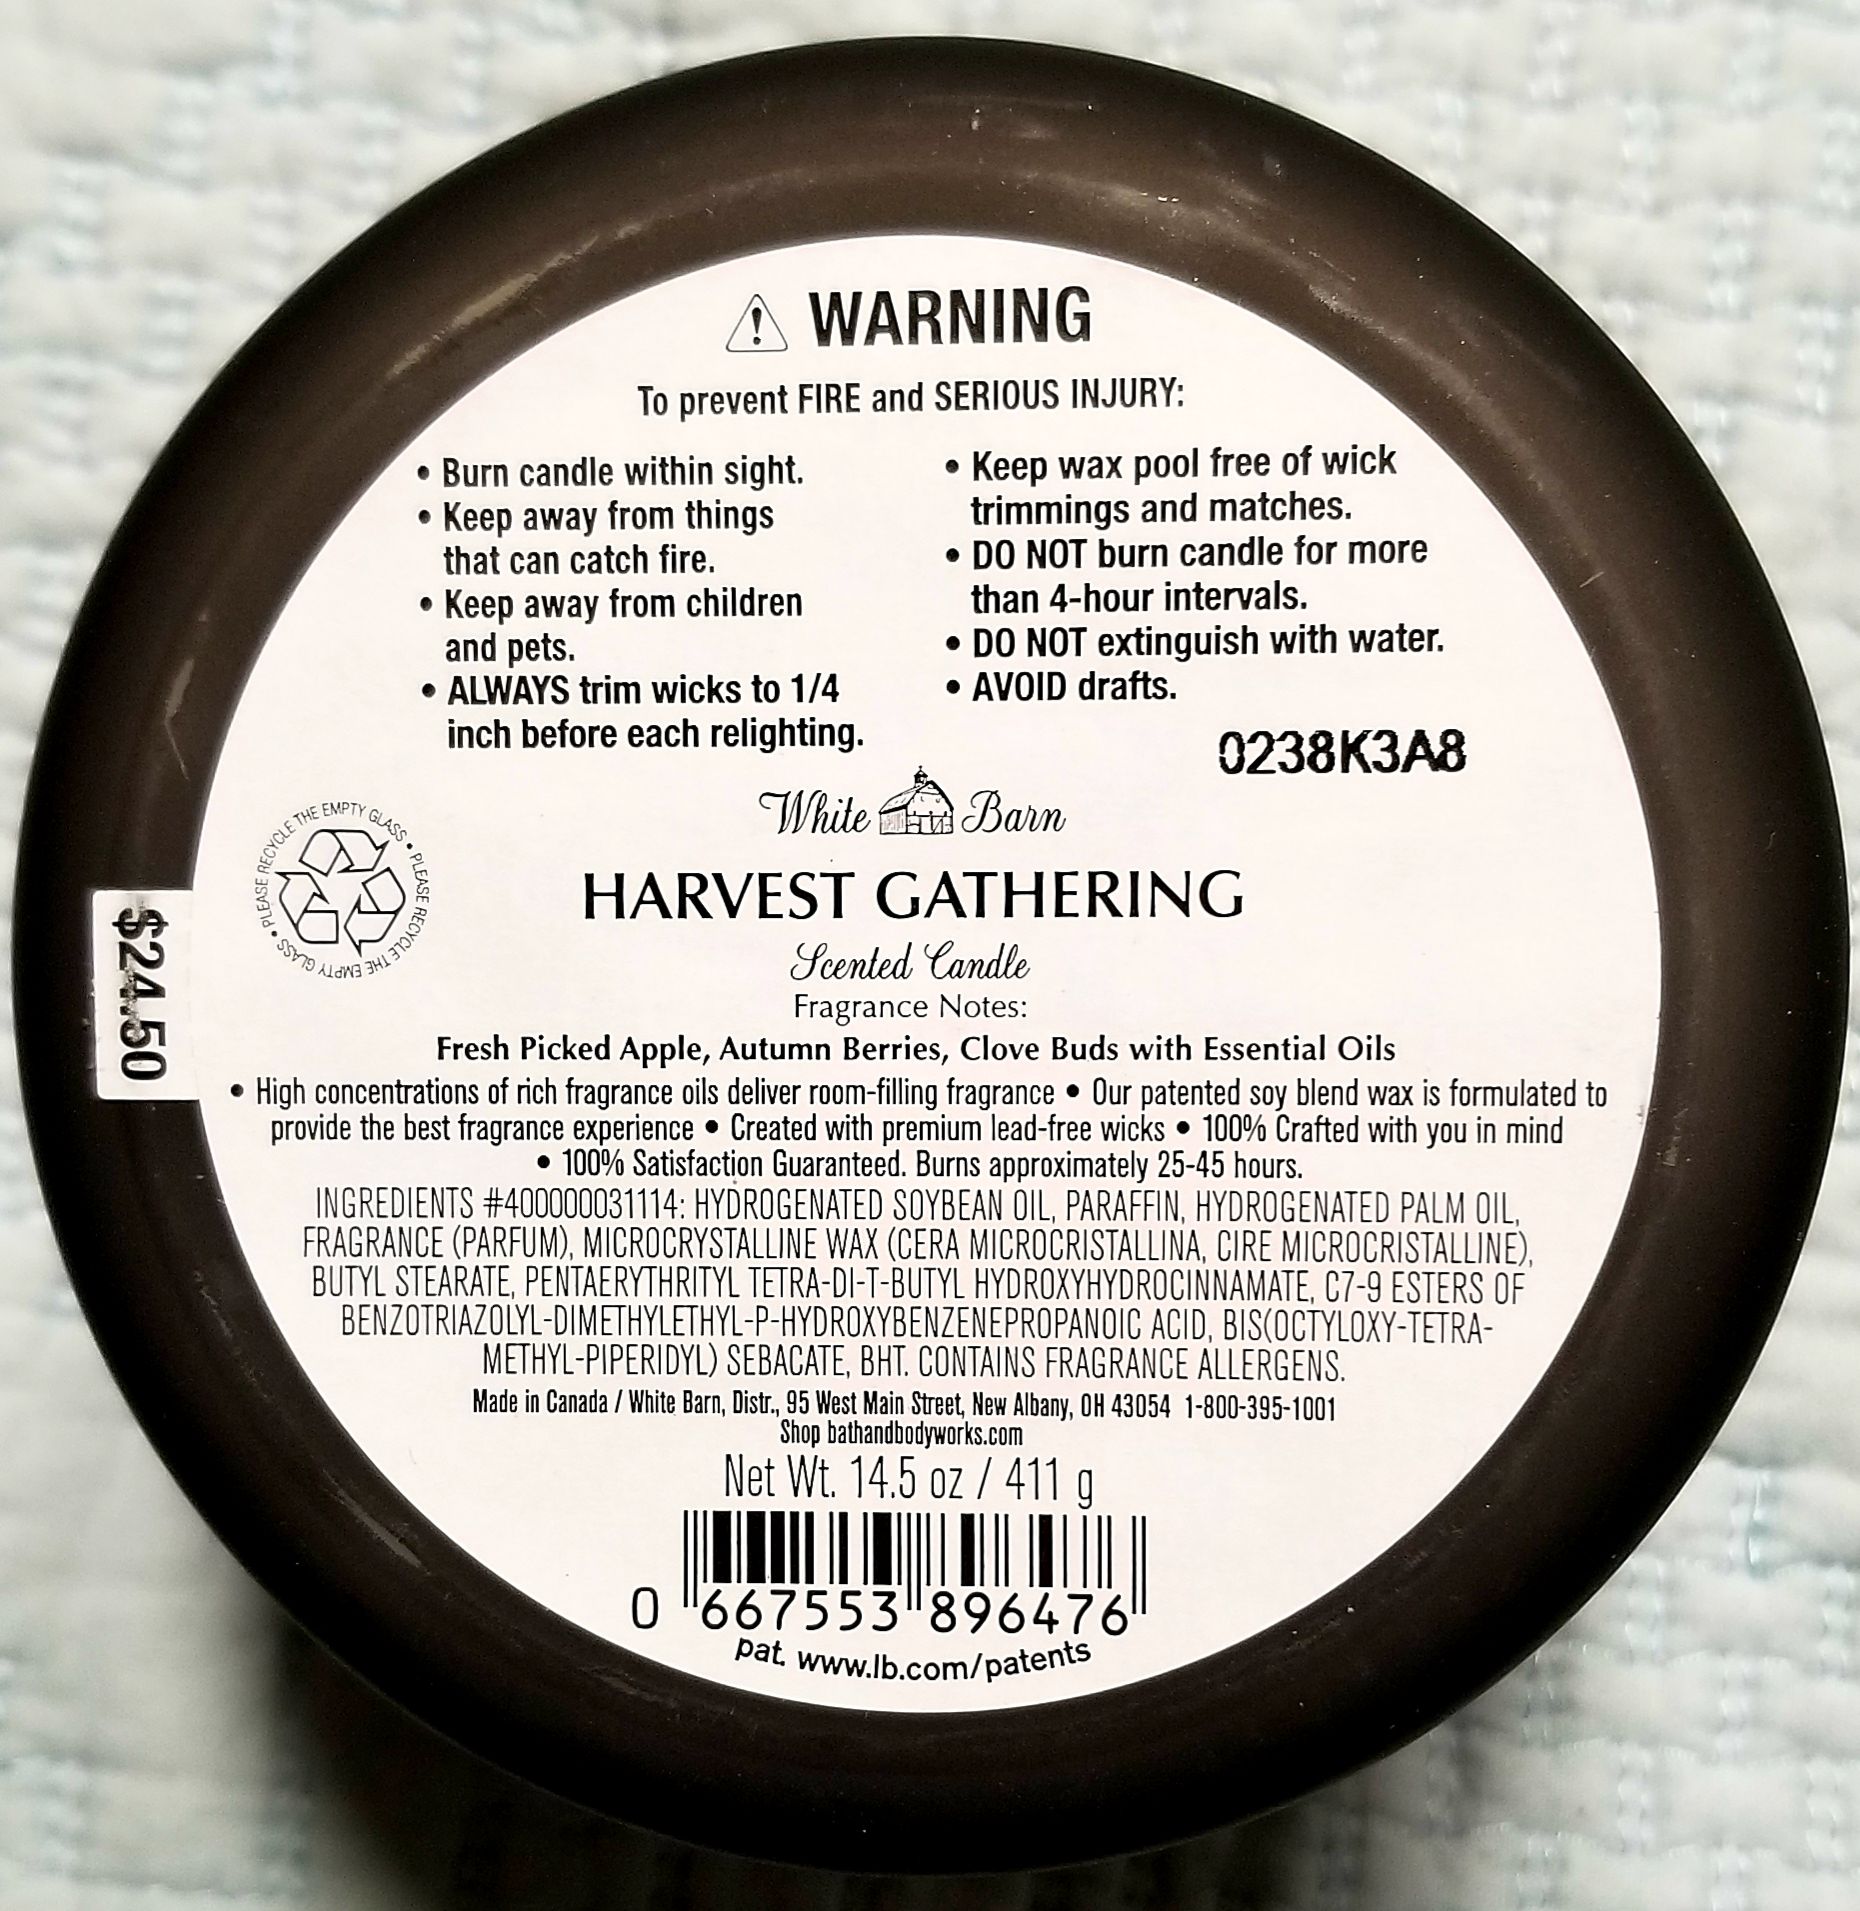 WARNING
To prevent FIRE and SERIOUS INJURY:
• Burn candle within sight.
• Keep away from things
that can catch fire.
• Keep away from children
and pets.
• ALWAYS trim wicks to 1/4
inch before each relighting.
• Keep wax pool free of wick
trimmings and matches.
• DO NOT burn candle for more
than 4-hour intervals.
• DO NOT extinguish with water.
• AVOID drafts.
0238K3A8
White Barn
PLEASE RECYCLE THE EMPTY GLASS • PLEASE RECYCLE THE EMPTY GLASS •
$24.50
HARVEST GATHERING
Scented Candle
Fragrance Notes:
Fresh Picked Apple, Autumn Berries, Clove Buds with Essential Oils
• High concentrations of rich fragrance oils deliver room-filling fragrance • Our patented soy blend wax is formulated to
provide the best fragrance experience • Created with premium lead-free wicks • 100% Crafted with you in mind
• 100% Satisfaction Guaranteed. Burns approximately 25-45 hours.
INGREDIENTS #400000031114: HYDROGENATED SOYBEAN OIL, PARAFFIN, HYDROGENATED PALM OIL,
FRAGRANCE (PARFUM), MICROCRYSTALLINE WAX (CERA MICROCRISTALLINA, CIRE MICROCRISTALLINE),
BUTYL STEARATE, PENTAERYTHRITYL TETRA-DI-T-BUTYL HYDROXYHYDROCINNAMATE, C7-9 ESTERS OF
BENZOTRIAZOLYL-DIMETHYLETHYL-P-HYDROXYBENZENEPROPANOIC ACID, BIS(OCTYLOXY-TETRA-
METHYL-PIPERIDYL) SEBACATE, BHT. CONTAINS FRAGRANCE ALLERGENS.
Made in Canada / White Barn, Distr., 95 West Main Street, New Albany, OH 43054 1-800-395-1001
Shop bathandbodyworks.com
Net Wt. 14.5 oz / 411 g
0 667553 896476
pat. www.lb.com/patents